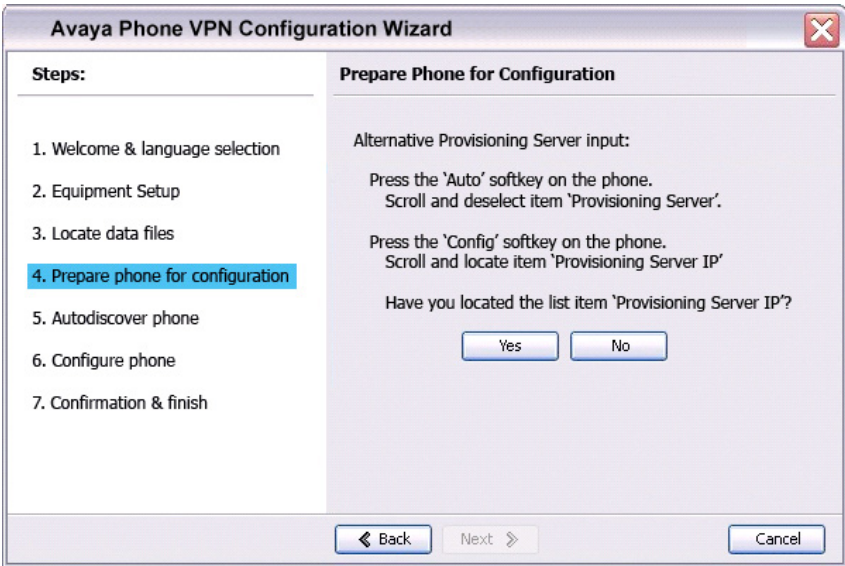 Avaya Phone VPN Configuration Wizard
Steps:
1. Welcome & language selection
2. Equipment Setup
3. Locate data files
4. Prepare phone for configuration
5. Autodiscover phone
6. Configure phone
7. Confirmation & finish
Prepare Phone for Configuration
Alternative Provisioning Server input:
Press the ‘Auto’ softkey on the phone.
Scroll and deselect item ‘Provisioning Server’.
Press the ‘Config’ softkey on the phone.
Scroll and locate item ‘Provisioning Server IP’
Have you located the list item ‘Provisioning Server IP’?
Yes
No
Back
Next
Cancel